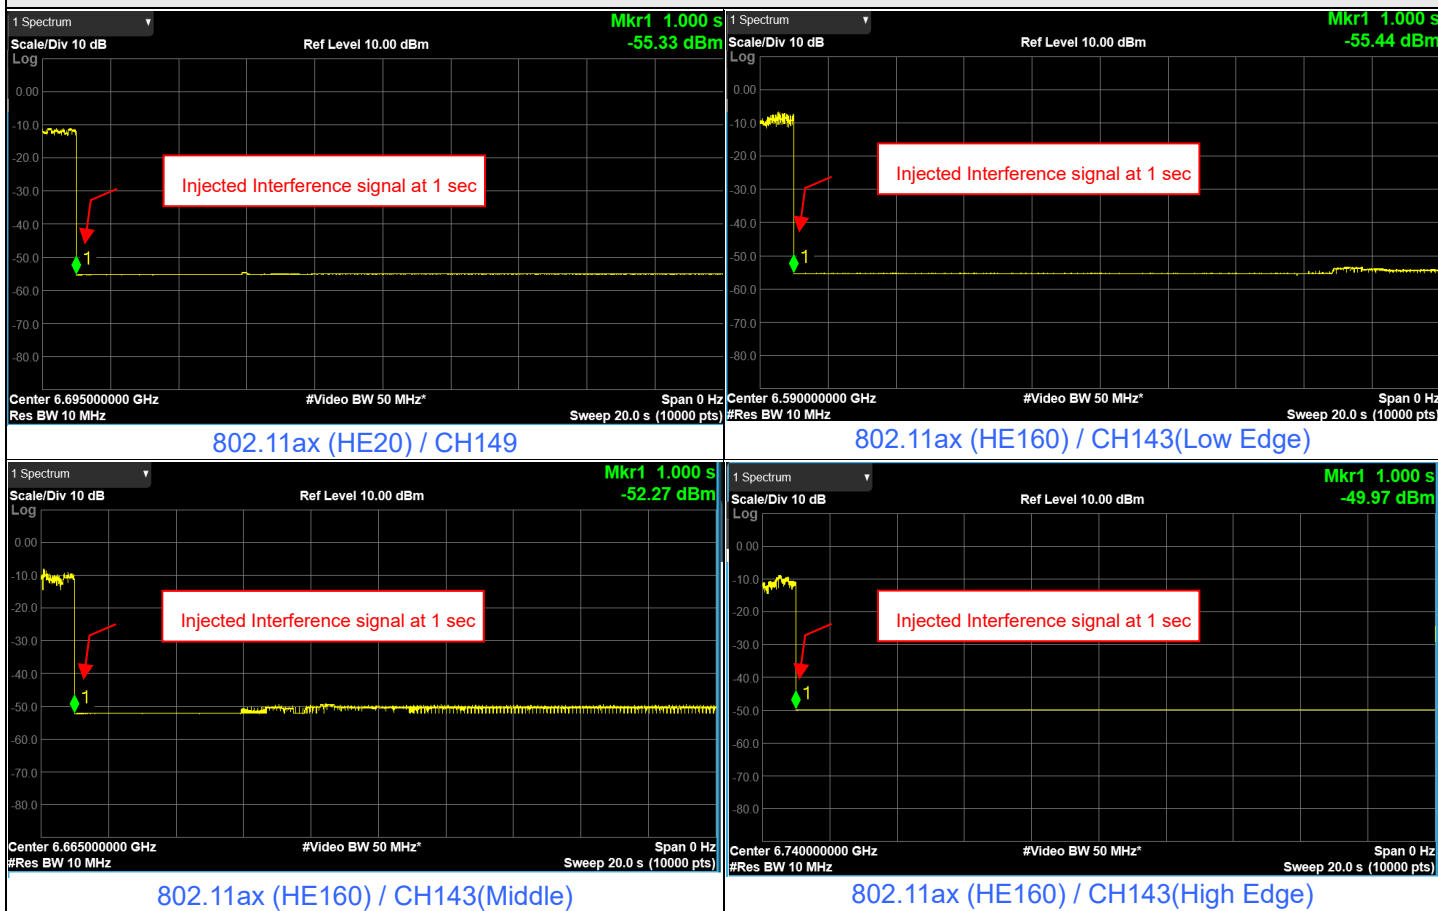 1 Spectrum
Mkr1 1.000 s
Scale/Div 10 dB
Ref Level 10.00 dBm
-55.33 dBm
Log
0.00
-10.0
-20.0
-30.0
-40.0
-50.0
-60.0
-70.0
-80.0
Injected Interference signal at 1 sec
1
Center 6.695000000 GHz
#Video BW 50 MHz*
Span 0 Hz
Res BW 10 MHz
Sweep 20.0 s (10000 pts)
802.11ax (HE20) / CH149
1 Spectrum
Mkr1 1.000 s
Scale/Div 10 dB
Ref Level 10.00 dBm
-55.44 dBm
Log
0.00
-10.0
-20.0
-30.0
-40.0
-50.0
-60.0
-70.0
-80.0
Injected Interference signal at 1 sec
1
Center 6.590000000 GHz
#Video BW 50 MHz*
Span 0 Hz
#Res BW 10 MHz
Sweep 20.0 s (10000 pts)
802.11ax (HE160) / CH143(Low Edge)
1 Spectrum
Mkr1 1.000 s
Scale/Div 10 dB
Ref Level 10.00 dBm
-52.27 dBm
Log
0.00
-10.0
-20.0
-30.0
-40.0
-50.0
-60.0
-70.0
-80.0
Injected Interference signal at 1 sec
1
Center 6.665000000 GHz
#Video BW 50 MHz*
Span 0 Hz
#Res BW 10 MHz
Sweep 20.0 s (10000 pts)
802.11ax (HE160) / CH143(Middle)
1 Spectrum
Mkr1 1.000 s
Scale/Div 10 dB
Ref Level 10.00 dBm
-49.97 dBm
Log
0.00
-10.0
-20.0
-30.0
-40.0
-50.0
-60.0
-70.0
-80.0
Injected Interference signal at 1 sec
1
Center 6.740000000 GHz
#Video BW 50 MHz*
Span 0 Hz
#Res BW 10 MHz
Sweep 20.0 s (10000 pts)
802.11ax (HE160) / CH143(High Edge)